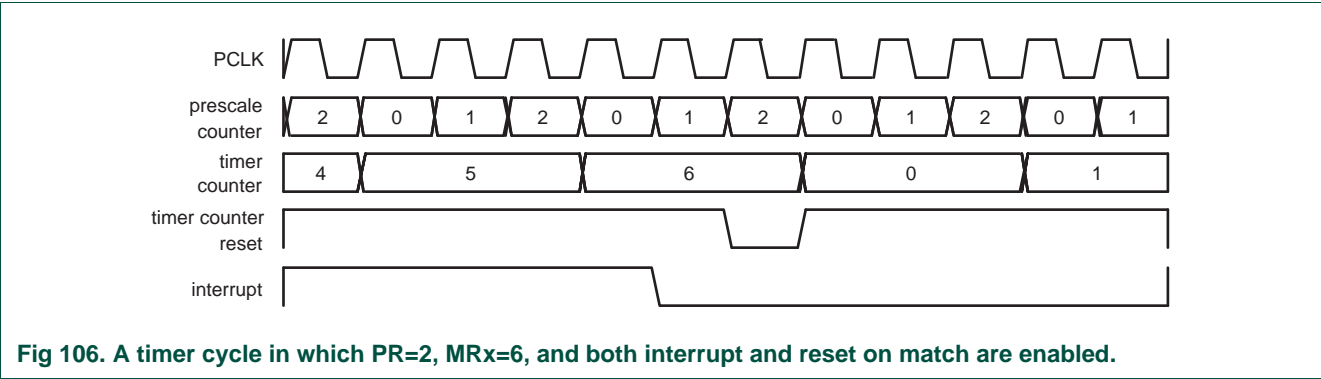 PCLK
prescale
counter
2 0 1 2 0 1 2 0 1 2 0 1
timer
counter
4 5 6 0 1
timer counter
reset
interrupt
Fig 106. A timer cycle in which PR=2, MRx=6, and both interrupt and reset on match are enabled.